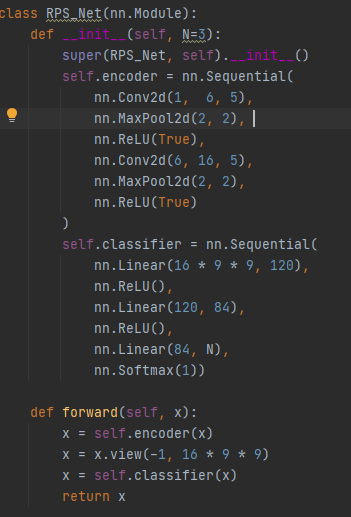 class RPS_Net(nn.Module):
    def __init__(self, N=3):
        super(RPS_Net, self).__init__()
        self.encoder = nn.Sequential(
            nn.Conv2d(1,  6, 5),
            nn.MaxPool2d(2, 2),
            nn.ReLU(True),
            nn.Conv2d(6, 16, 5),
            nn.MaxPool2d(2, 2),
            nn.ReLU(True)
        )
        self.classifier = nn.Sequential(
            nn.Linear(16 * 9 * 9, 120),
            nn.ReLU(),
            nn.Linear(120, 84),
            nn.ReLU(),
            nn.Linear(84, N),
            nn.Softmax(1))

    def forward(self, x):
        x = self.encoder(x)
        x = x.view(-1, 16 * 9 * 9)
        x = self.classifier(x)
        return x